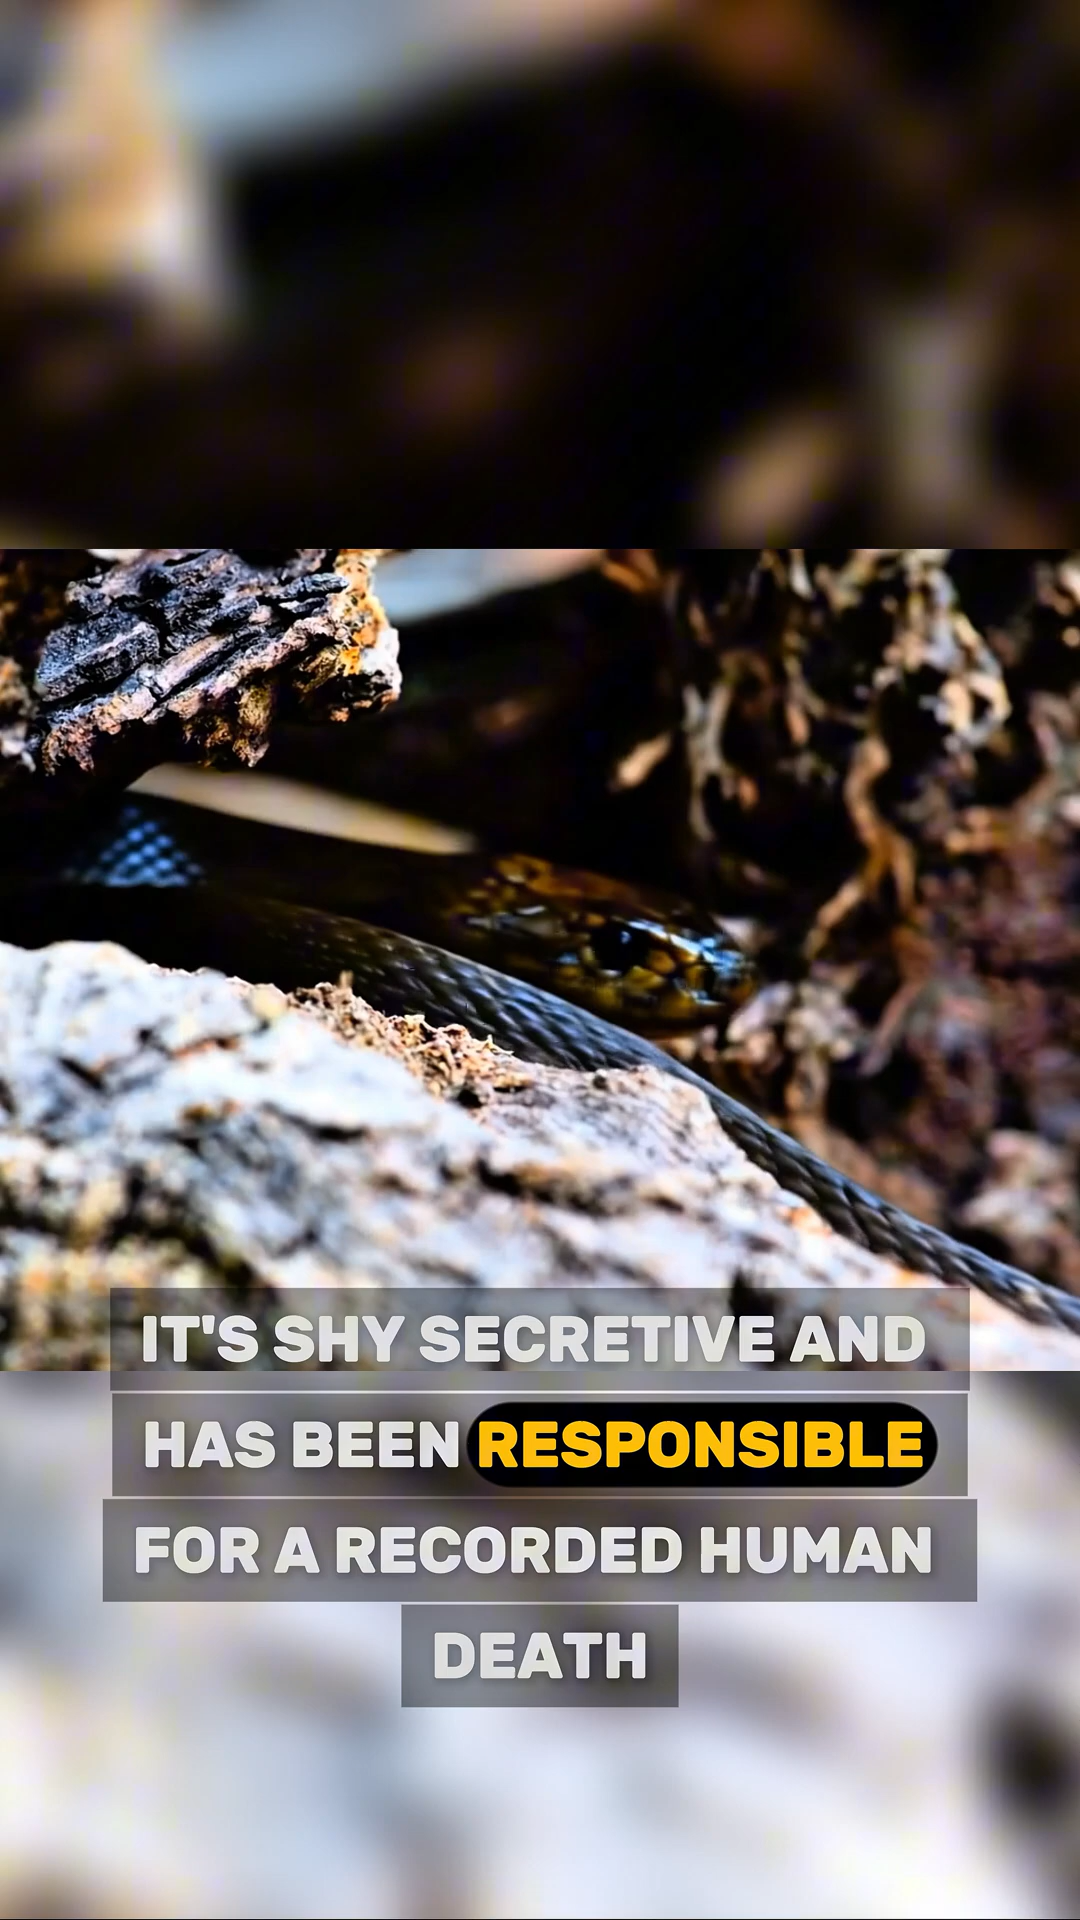 IT'S SHY SECRETIVE AND
HAS BEEN RESPONSIBLE
FOR A RECORDED HUMAN
DEATH